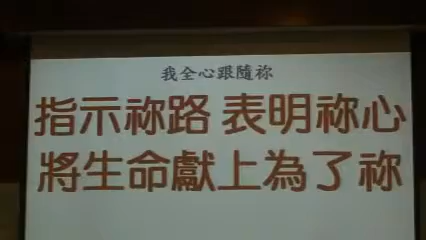 我全心跟隨祢
指示祢路 表明祢心
將生命獻上為了祢